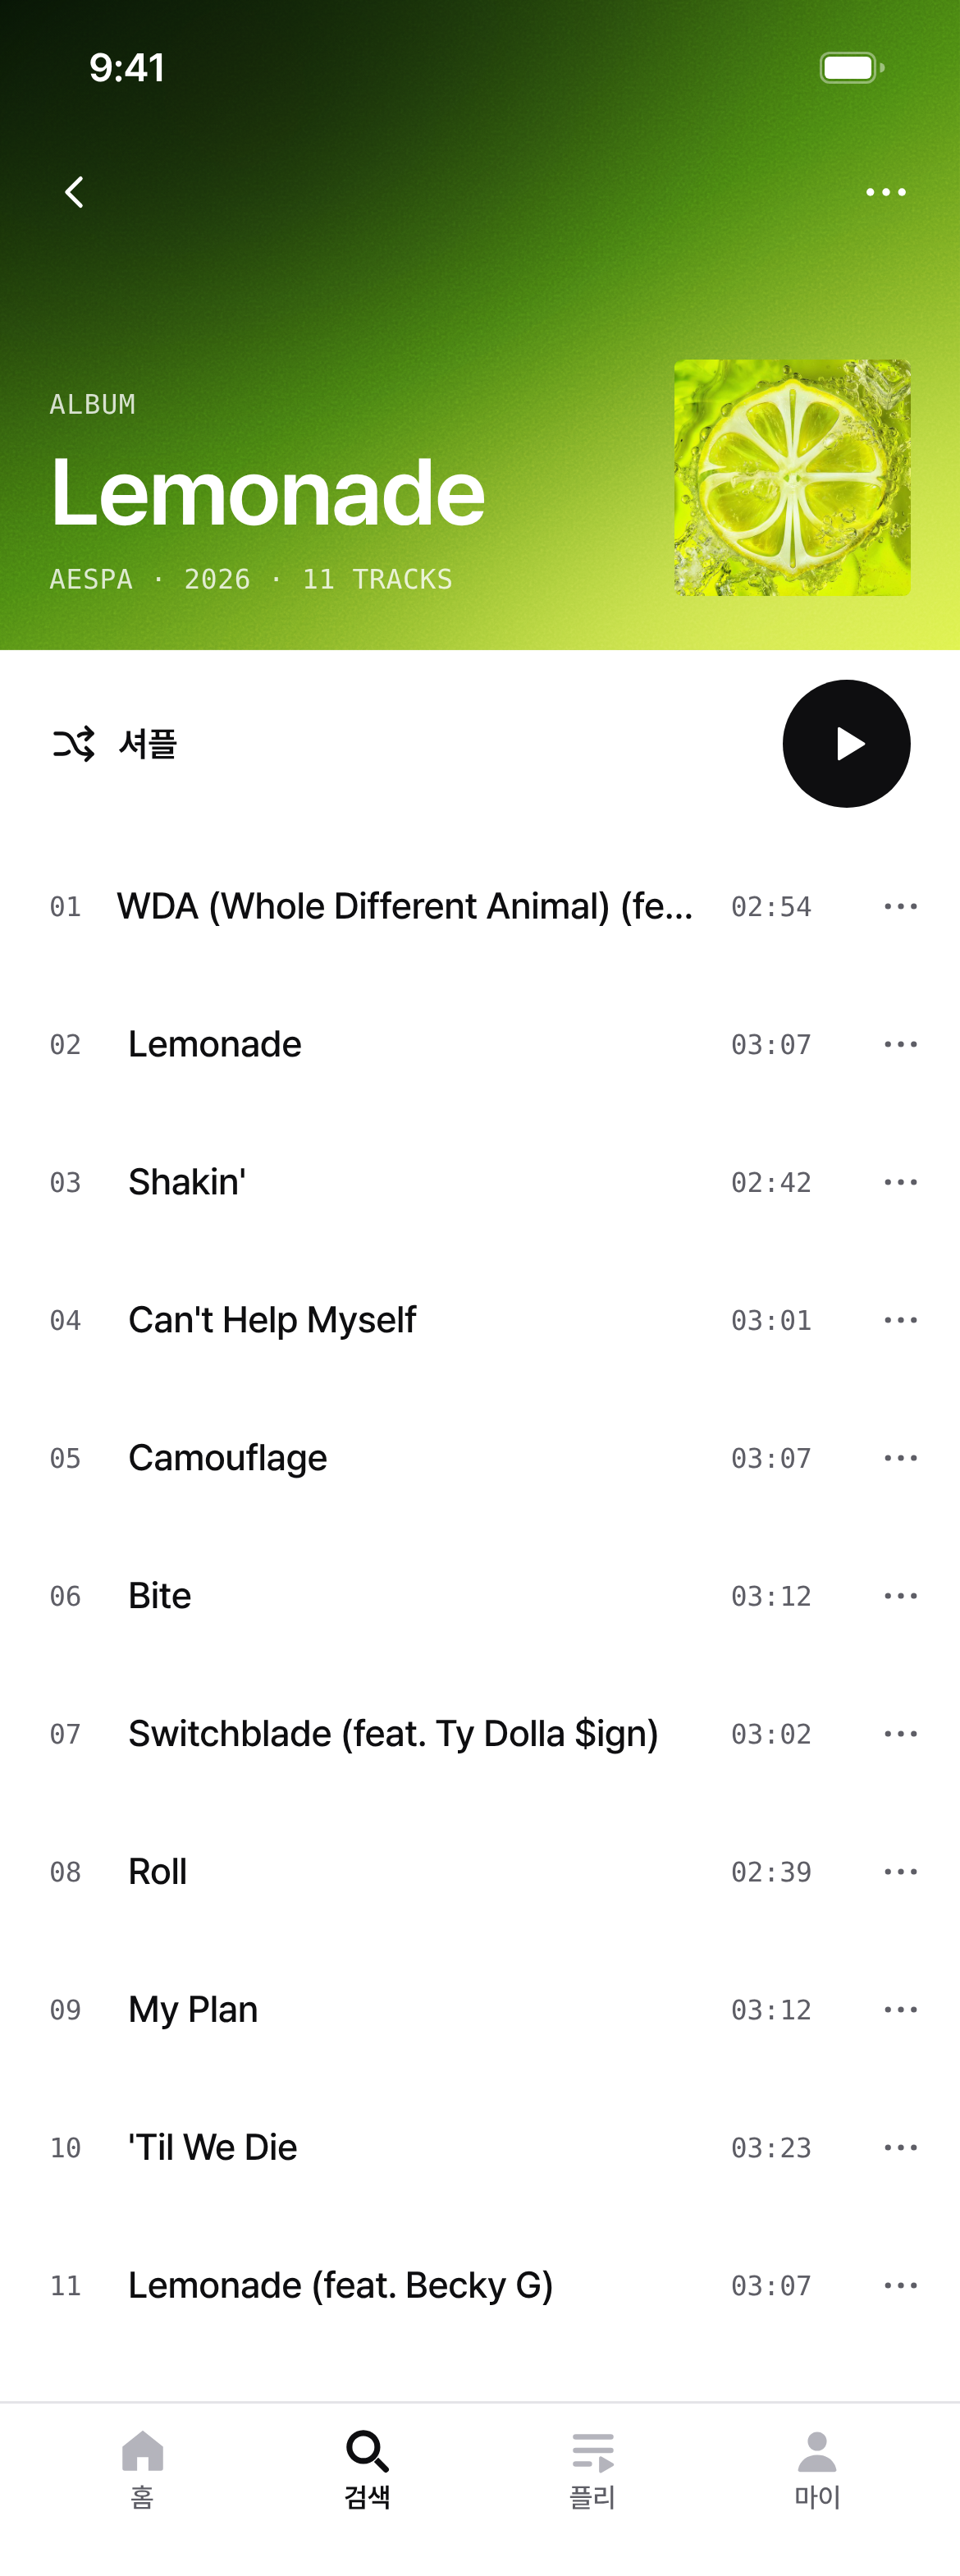 9:41
ALBUM
Lemonade
AESPA · 2026 · 11 TRACKS
셔플
01 WDA (Whole Different Animal) (fe... 02:54
02 Lemonade 03:07
03 Shakin' 02:42
04 Can't Help Myself 03:01
05 Camouflage 03:07
06 Bite 03:12
07 Switchblade (feat. Ty Dolla $ign) 03:02
08 Roll 02:39
09 My Plan 03:12
10 'Til We Die 03:23
11 Lemonade (feat. Becky G) 03:07
홈 검색 플리 마이